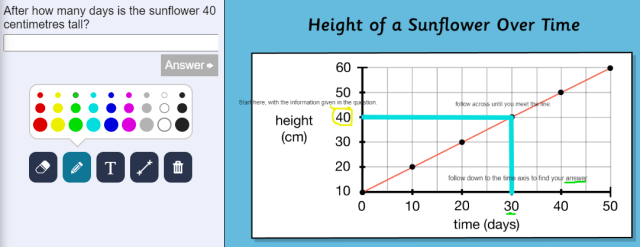 After how many days is the sunflower 40
centimetres tall?
Answer
T
Height of a Sunflower Over Time
Start here, with the information given in the question.
follow across until you meet the line
height
(cm)
60
50
40
30
20
10
follow down to the time axis to find your answer.
0 10 20 30 40 50
time (days)